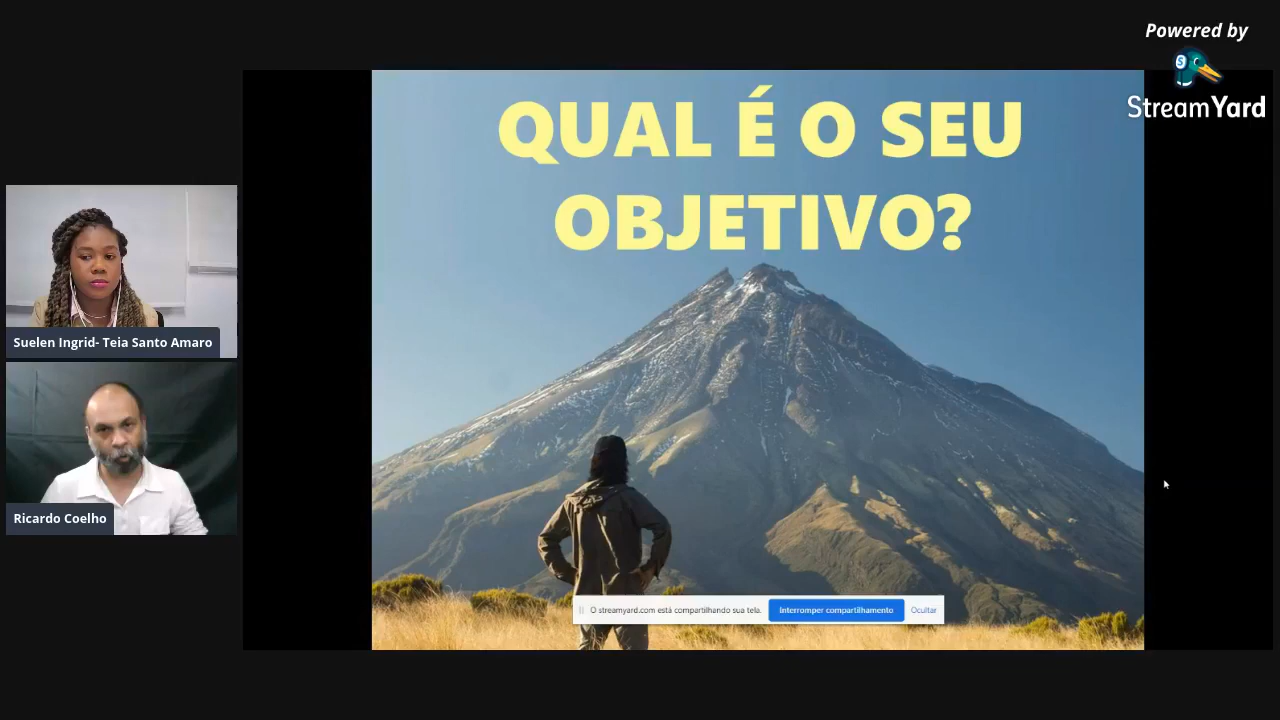 Powered by
StreamYard
QUAL É O SEU
OBJETIVO?
Suelen Ingrid- Teia Santo Amaro
Ricardo Coelho
O streamyard.com está compartilhando sua tela.
Interromper compartilhamento
Ocultar